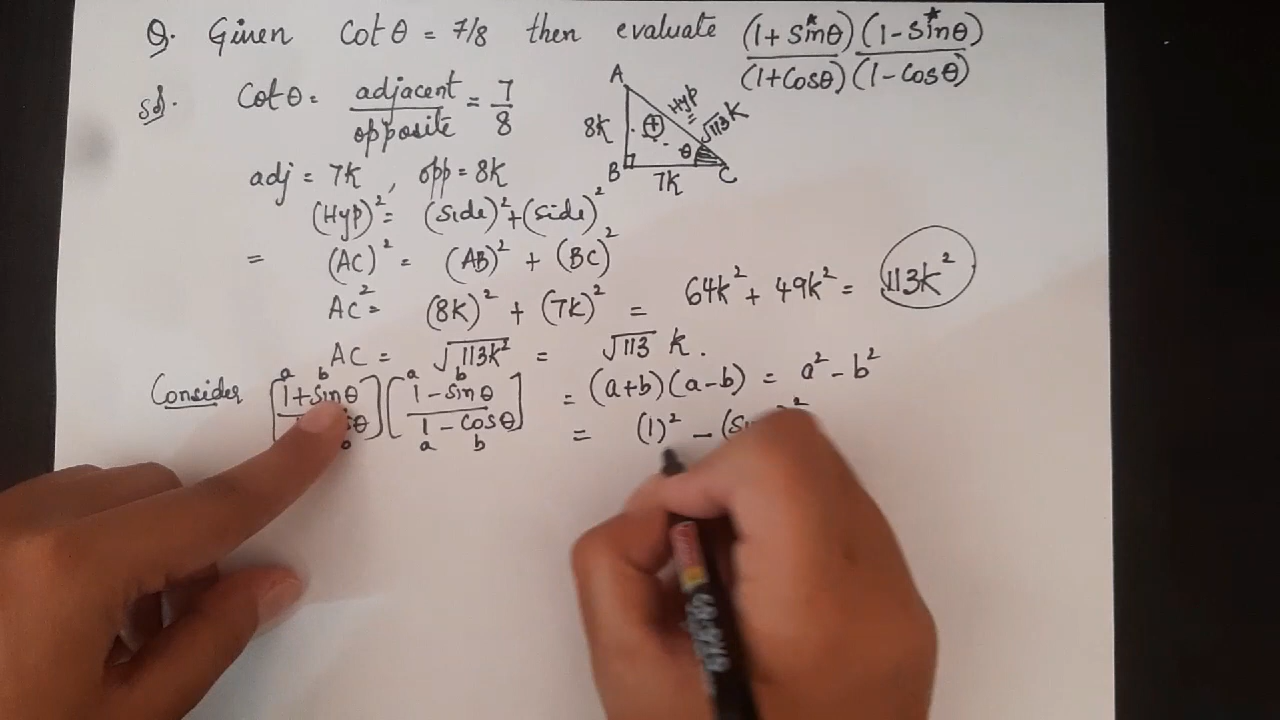 Q. Given Cotθ = 7/8 then evaluate (1+Sinθ)(1-Sinθ)
(1+Cosθ)(1-Cosθ)
Sol. Cotθ = adjacent/opposite = 7/8
A
8K
Hyp
√113K
θ
B
7K
C
adj = 7K, opp = 8K
(Hyp)² = (Side)² + (Side)²
= (AC)² = (AB)² + (BC)²
AC² = (8K)² + (7K)² = 64K² + 49K² = 113K²
AC = √113K² = √113 K.
a b a b
Consider [1+Sinθ][1-Sinθ = (a+b)(a-b) = a²-b²
θ][1-Cosθ] = (1)² - (S
b a b